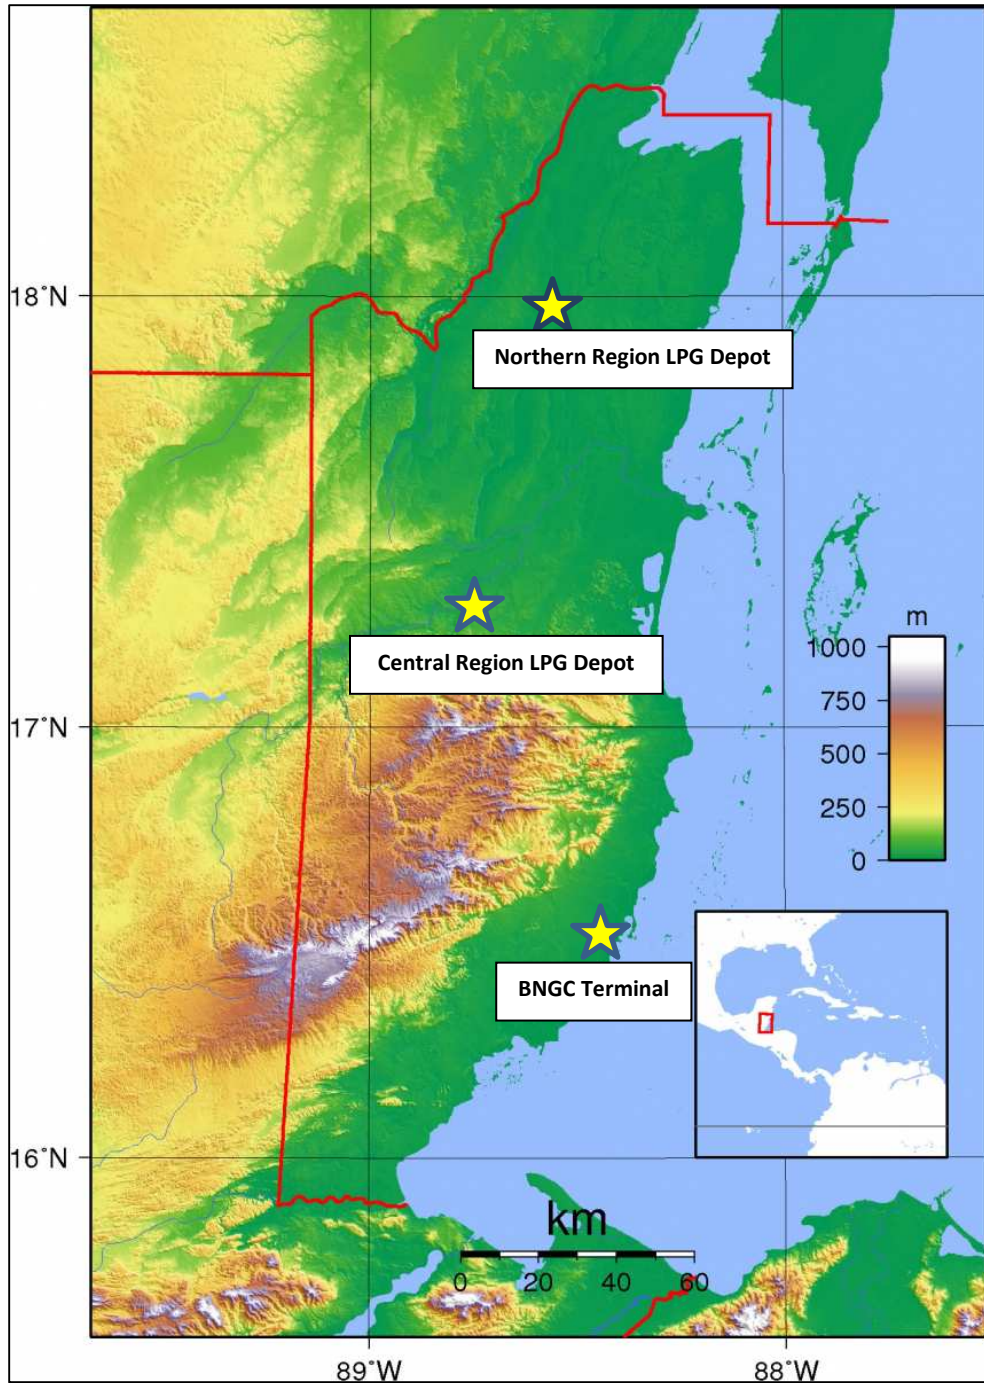 18°N
Northern Region LPG Depot
m
1000
750
500
250
0
Central Region LPG Depot
17°N
BNGC Terminal
16°N
km
0 20 40 60
89°W 88°W